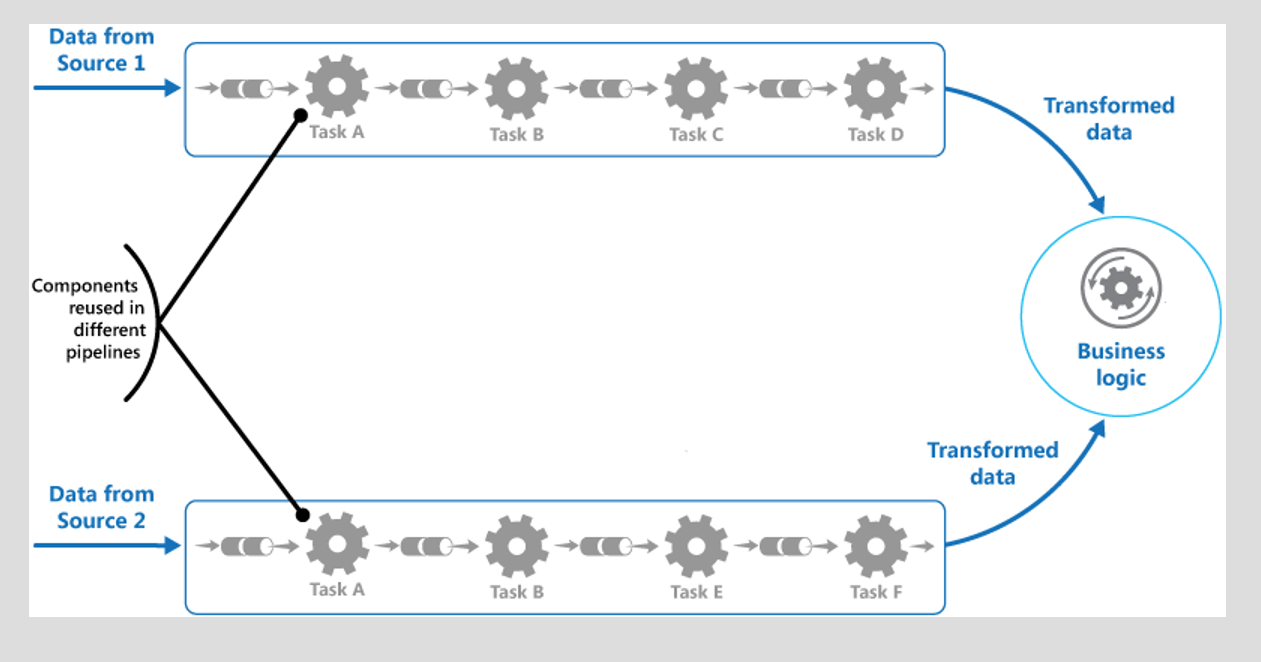 Data from
Source 1
Task A
Task B
Task C
Task D
Transformed
data
Components
reused in
different
pipelines
Business
logic
Transformed
data
Data from
Source 2
Task A
Task B
Task E
Task F